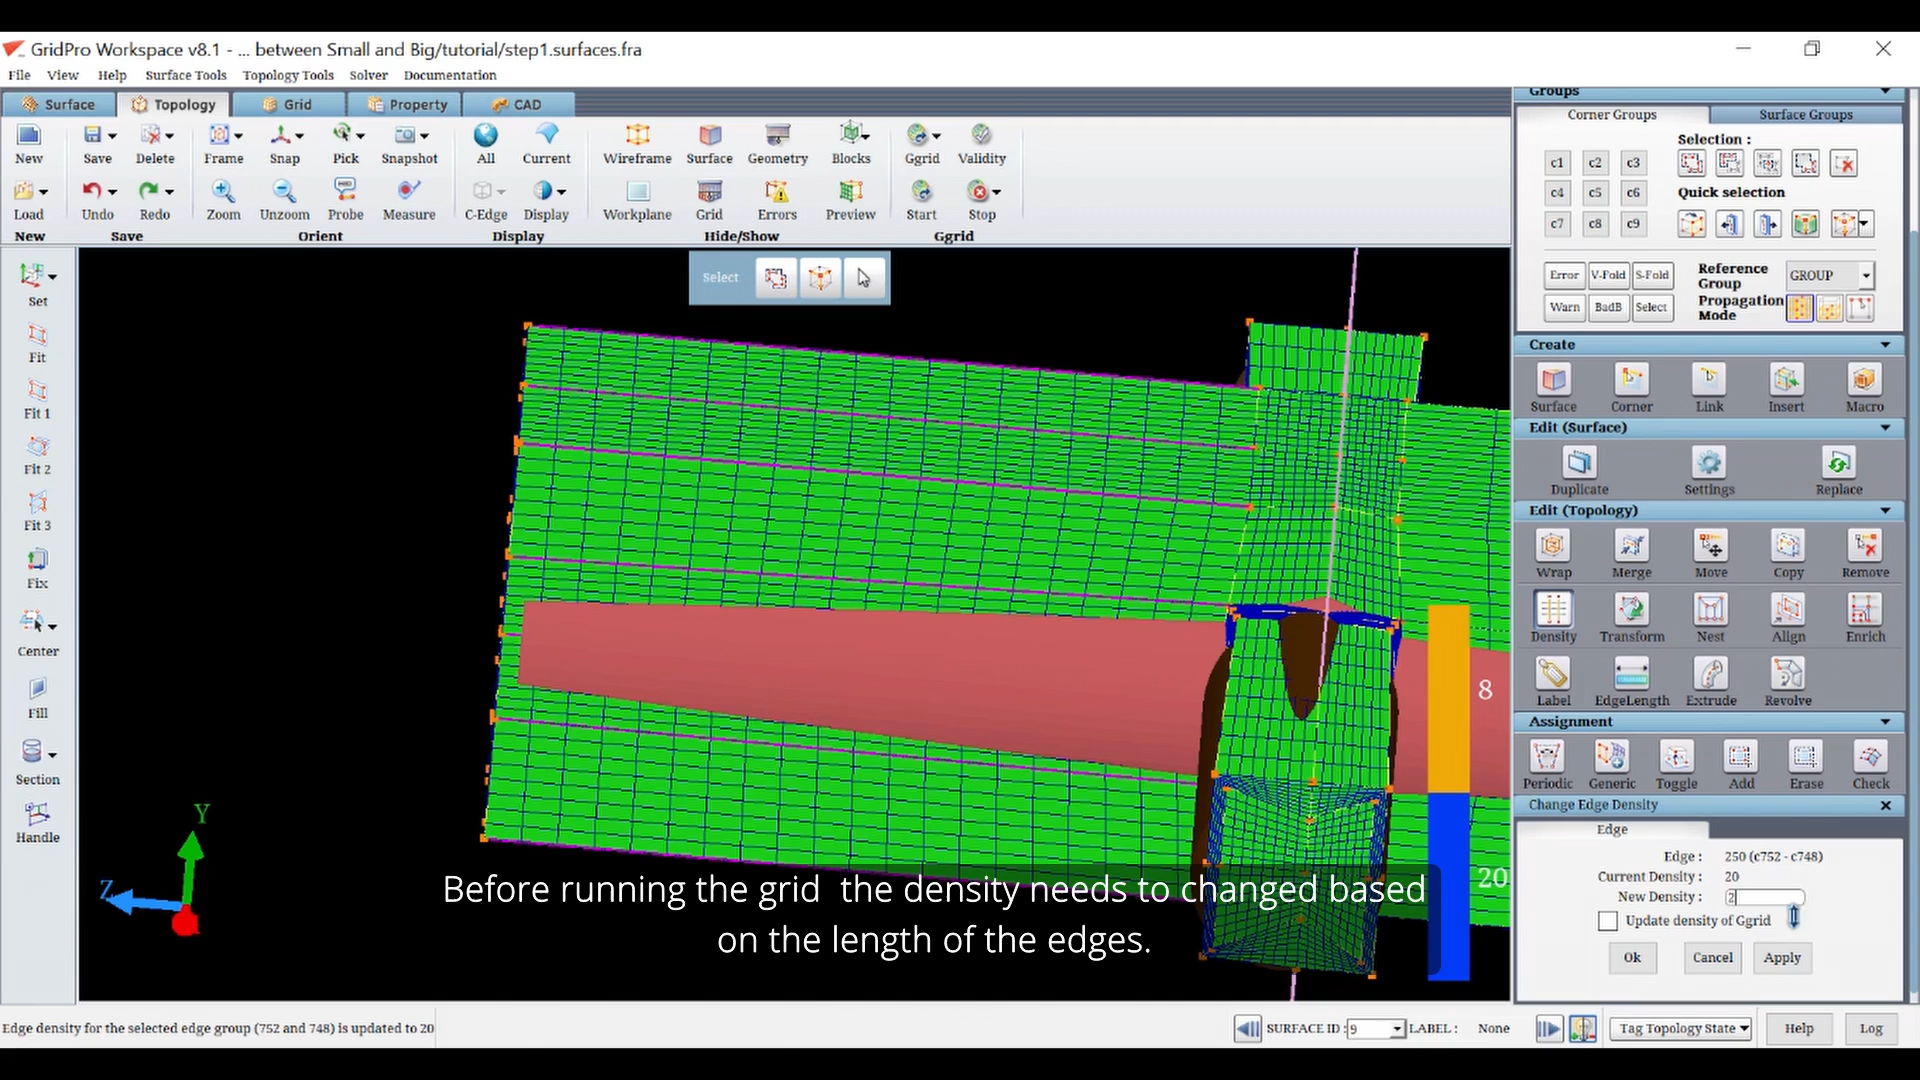 GridPro Workspace v8.1 - ... between Small and Big/tutorial/step1.surfaces.fra
File View Help Surface Tools Topology Tools Solver Documentation
Surface Topology Grid Property CAD
New Save Delete Frame Snap Pick Snapshot All Current Wireframe Surface Geometry Blocks Ggrid Validity
Load Undo Redo Zoom Unzoom Probe Measure C-Edge Display Workplane Grid Errors Preview Start Stop
New Save Orient Display Hide/Show Ggrid
Select
Set
Fit
Fit 1
Fit 2
Fit 3
Fix
Center
Fill
Section
Handle
Y
Z
8
20
Before running the grid the density needs to changed based
on the length of the edges.
Groups
Corner Groups Surface Groups
Selection :
c1 c2 c3
Quick selection
c4 c5 c6
c7 c8 c9
Error V-Fold S-Fold
Reference Group GROUP
Warn BadB Select
Propagation Mode
Create
Surface Corner Link Insert Macro
Edit (Surface)
Duplicate Settings Replace
Edit (Topology)
Wrap Merge Move Copy Remove
Density Transform Nest Align Enrich
Label EdgeLength Extrude Revolve
Assignment
Periodic Generic Toggle Add Erase Check
Change Edge Density
Edge
Edge : 250 (c752 - c748)
Current Density : 20
New Density : 2
Update density of Ggrid
Ok Cancel Apply
Edge density for the selected edge group (752 and 748) is updated to 20
SURFACE ID : 9 LABEL : None Tag Topology State Help Log